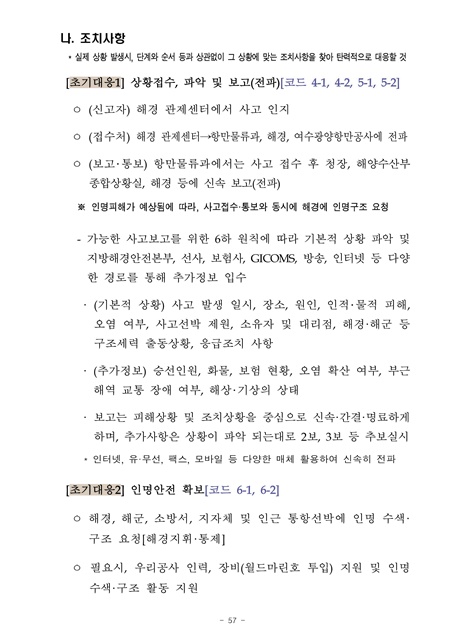 나. 조치사항
* 실제 상황 발생시, 단계와 순서 등과 상관없이 그 상황에 맞는 조치사항을 찾아 탄력적으로 대응할 것
[초기대응1] 상황접수, 파악 및 보고(전파)[코드 4-1, 4-2, 5-1, 5-2]
ㅇ (신고자) 해경 관제센터에서 사고 인지
ㅇ (접수처) 해경 관제센터→항만물류과, 해경, 여수광양항만공사에 전파
ㅇ (보고·통보) 항만물류과에서는 사고 접수 후 청장, 해양수산부
종합상황실, 해경 등에 신속 보고(전파)
※ 인명피해가 예상됨에 따라, 사고접수·통보와 동시에 해경에 인명구조 요청
- 가능한 사고보고를 위한 6하 원칙에 따라 기본적 상황 파악 및
지방해경안전본부, 선사, 보험사, GICOMS, 방송, 인터넷 등 다양
한 경로를 통해 추가정보 입수
· (기본적 상황) 사고 발생 일시, 장소, 원인, 인적·물적 피해,
오염 여부, 사고선박 제원, 소유자 및 대리점, 해경·해군 등
구조세력 출동상황, 응급조치 사항
· (추가정보) 승선인원, 화물, 보험 현황, 오염 확산 여부, 부근
해역 교통 장애 여부, 해상·기상의 상태
· 보고는 피해상황 및 조치상황을 중심으로 신속·간결·명료하게
하며, 추가사항은 상황이 파악 되는대로 2보, 3보 등 추보실시
* 인터넷, 유·무선, 팩스, 모바일 등 다양한 매체 활용하여 신속히 전파
[초기대응2] 인명안전 확보[코드 6-1, 6-2]
ㅇ 해경, 해군, 소방서, 지자체 및 인근 통항선박에 인명 수색·
구조 요청[해경지휘·통제]
ㅇ 필요시, 우리공사 인력, 장비(월드마린호 투입) 지원 및 인명
수색·구조 활동 지원
- 57 -